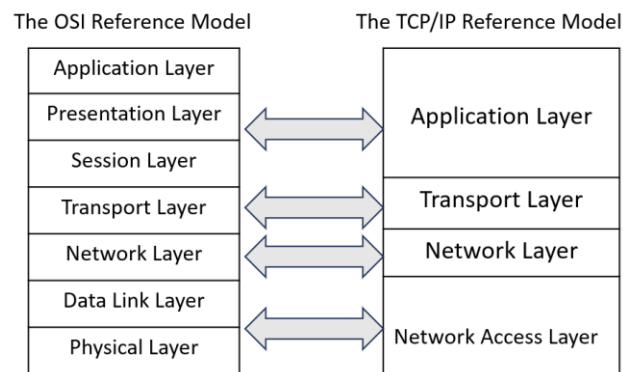 The OSI Reference Model
Application Layer
Presentation Layer
Session Layer
Transport Layer
Network Layer
Data Link Layer
Physical Layer
The TCP/IP Reference Model
Application Layer
Transport Layer
Network Layer
Network Access Layer